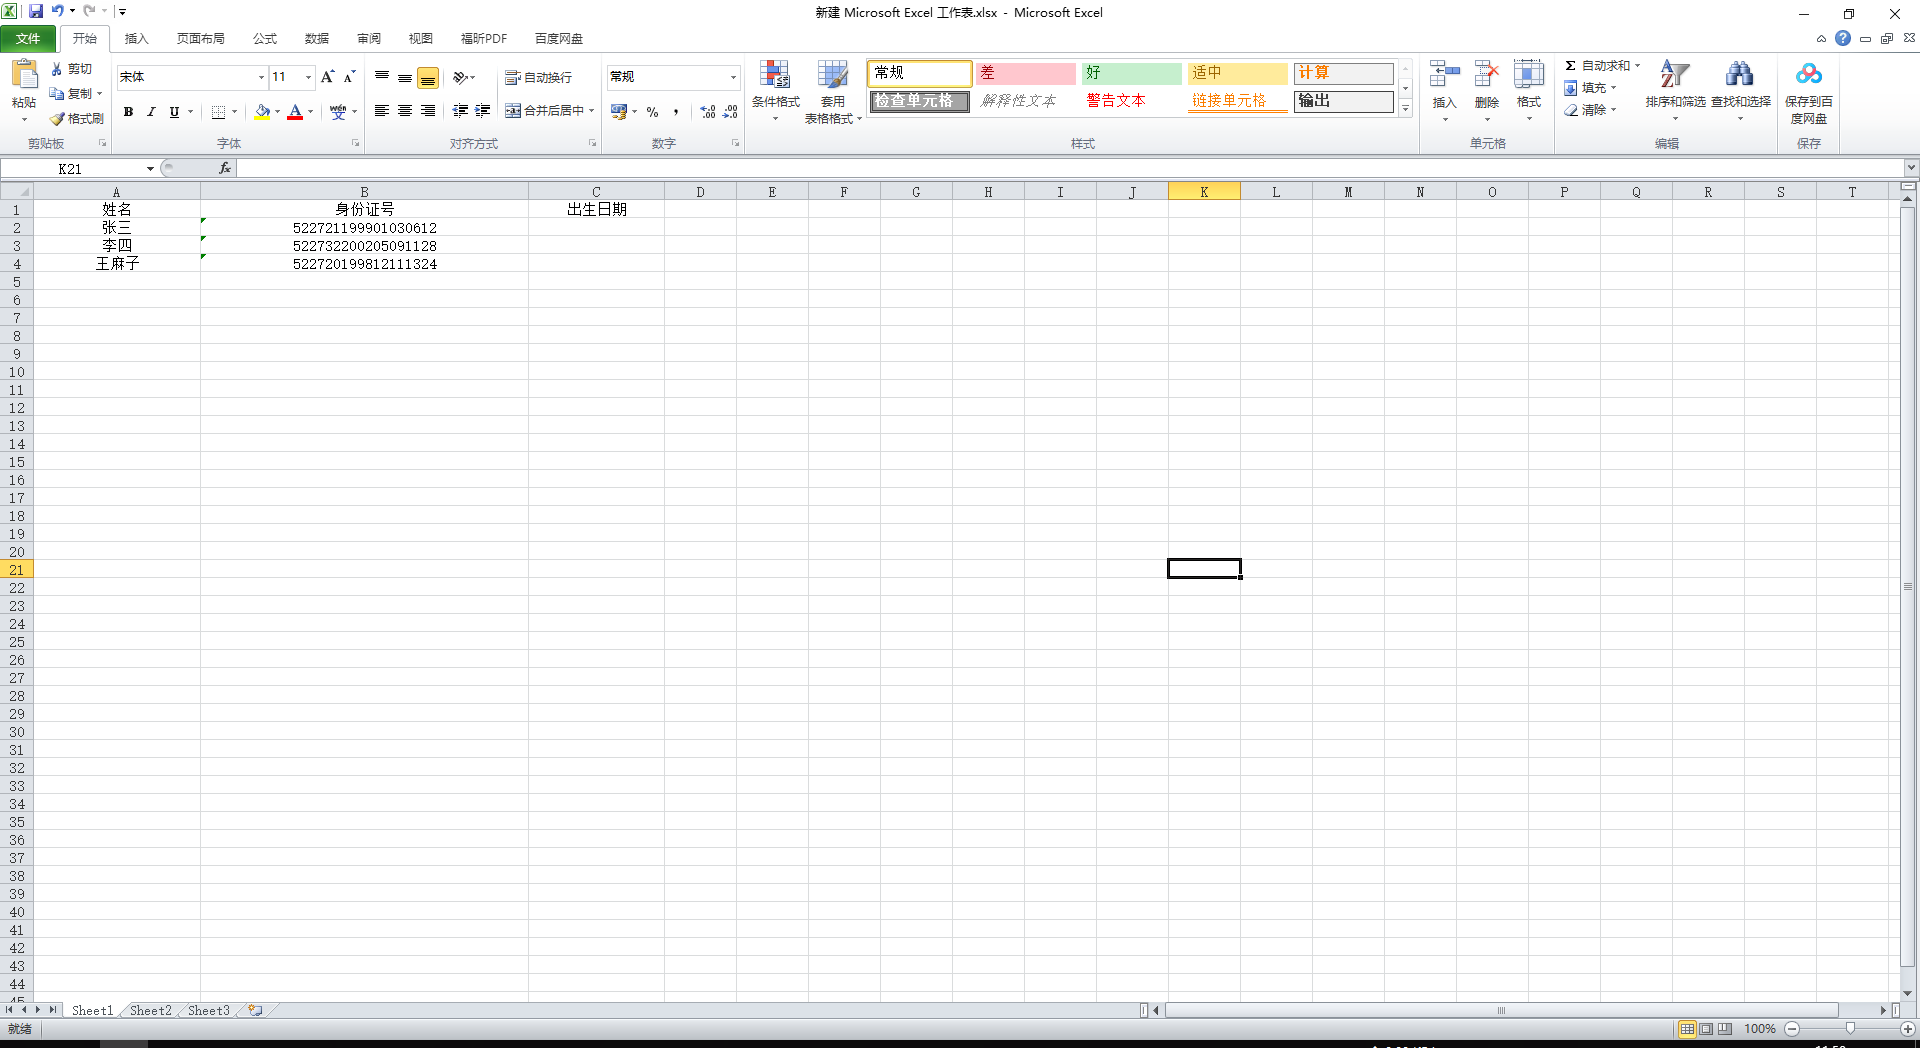 新建 Microsoft Excel 工作表.xlsx - Microsoft Excel
文件 开始 插入 页面布局 公式 数据 审阅 视图 福昕PDF 百度网盘
粘贴 剪切 复制 格式刷 剪贴板
宋体 11 B I U wén 字体
自动换行 合并后居中 对齐方式
常规 % , 数字
条件格式 套用 表格格式
常规 差 好 适中 计算
检查单元格 解释性文本 警告文本 链接单元格 输出
样式
插入 删除 格式 单元格
Σ 自动求和 填充 清除 排序和筛选 查找和选择 编辑
保存到百度网盘 保存
K21 fx
A B C D E F G H I J K L M N O P Q R S T
1 姓名 身份证号 出生日期
2 张三 522721199901030612
3 李四 522732200205091128
4 王麻子 522720199812111324
5
6
7
8
9
10
11
12
13
14
15
16
17
18
19
20
21
22
23
24
25
26
27
28
29
30
31
32
33
34
35
36
37
38
39
40
41
42
43
44
45
Sheet1 Sheet2 Sheet3
就绪 100%